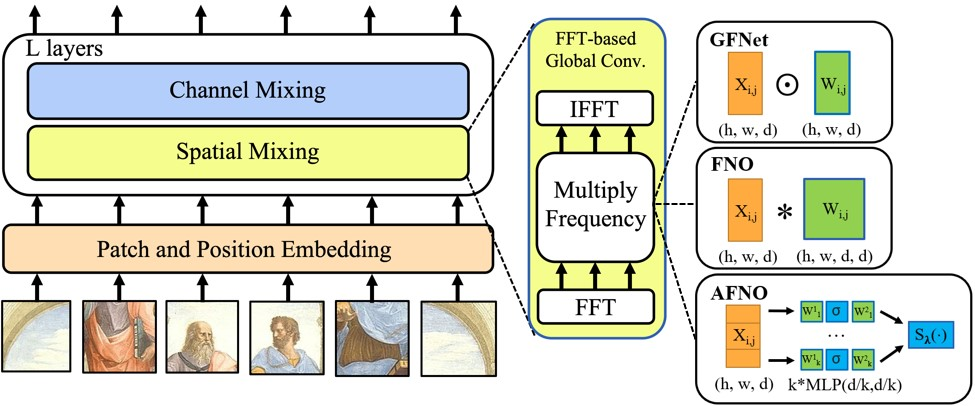 L layers
Channel Mixing
Spatial Mixing
Patch and Position Embedding
FFT-based
Global Conv.
IFFT
Multiply
Frequency
FFT
GFNet
X_{i,j} ⊙ W_{i,j}
(h, w, d) (h, w, d)
FNO
X_{i,j} * W_{i,j}
(h, w, d) (h, w, d, d)
AFNO
W^1_1 σ W^2_1
X_{i,j} ... S_λ(·)
W^1_k σ W^2_k
(h, w, d) k*MLP(d/k,d/k)